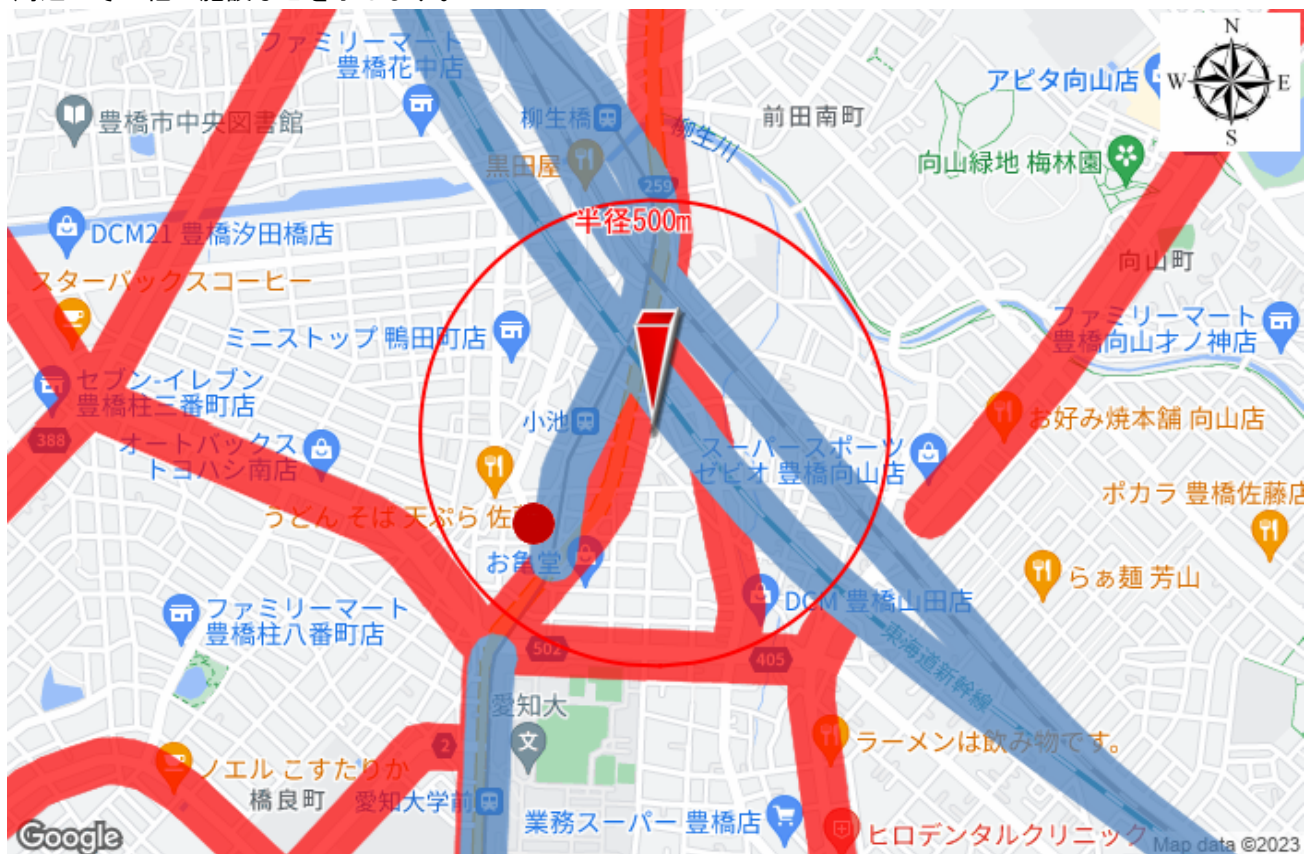 ファミリーマート
豊橋花中店
N
W
E
S
アピタ向山店
豊橋市中央図書館
柳生橋
前田南町
柳生川
黒田屋
向山緑地 梅林園
259
半径500m
DCM21 豊橋汐田橋店
向山町
スターバックスコーヒー
ミニストップ 鴨田町店
ファミリーマート
豊橋向山才ノ神店
セブン-イレブン
豊橋柱三番町店
小池
お好み焼本舗 向山店
388
オートバックス
トヨハシ南店
スーパースポーツ
ゼビオ 豊橋向山店
ポカラ 豊橋佐藤店
うどん そば 天ぷら 佐
お亀堂
らぁ麺 芳山
DCM 豊橋山田店
ファミリーマート
豊橋柱八番町店
東海道新幹線
502
405
愛知大
文
2
ラーメンは飲み物です。
ノエル こすたりか
橋良町
愛知大学前
業務スーパー 豊橋店
ヒロデンタルクリニック
Google
Map data ©2023